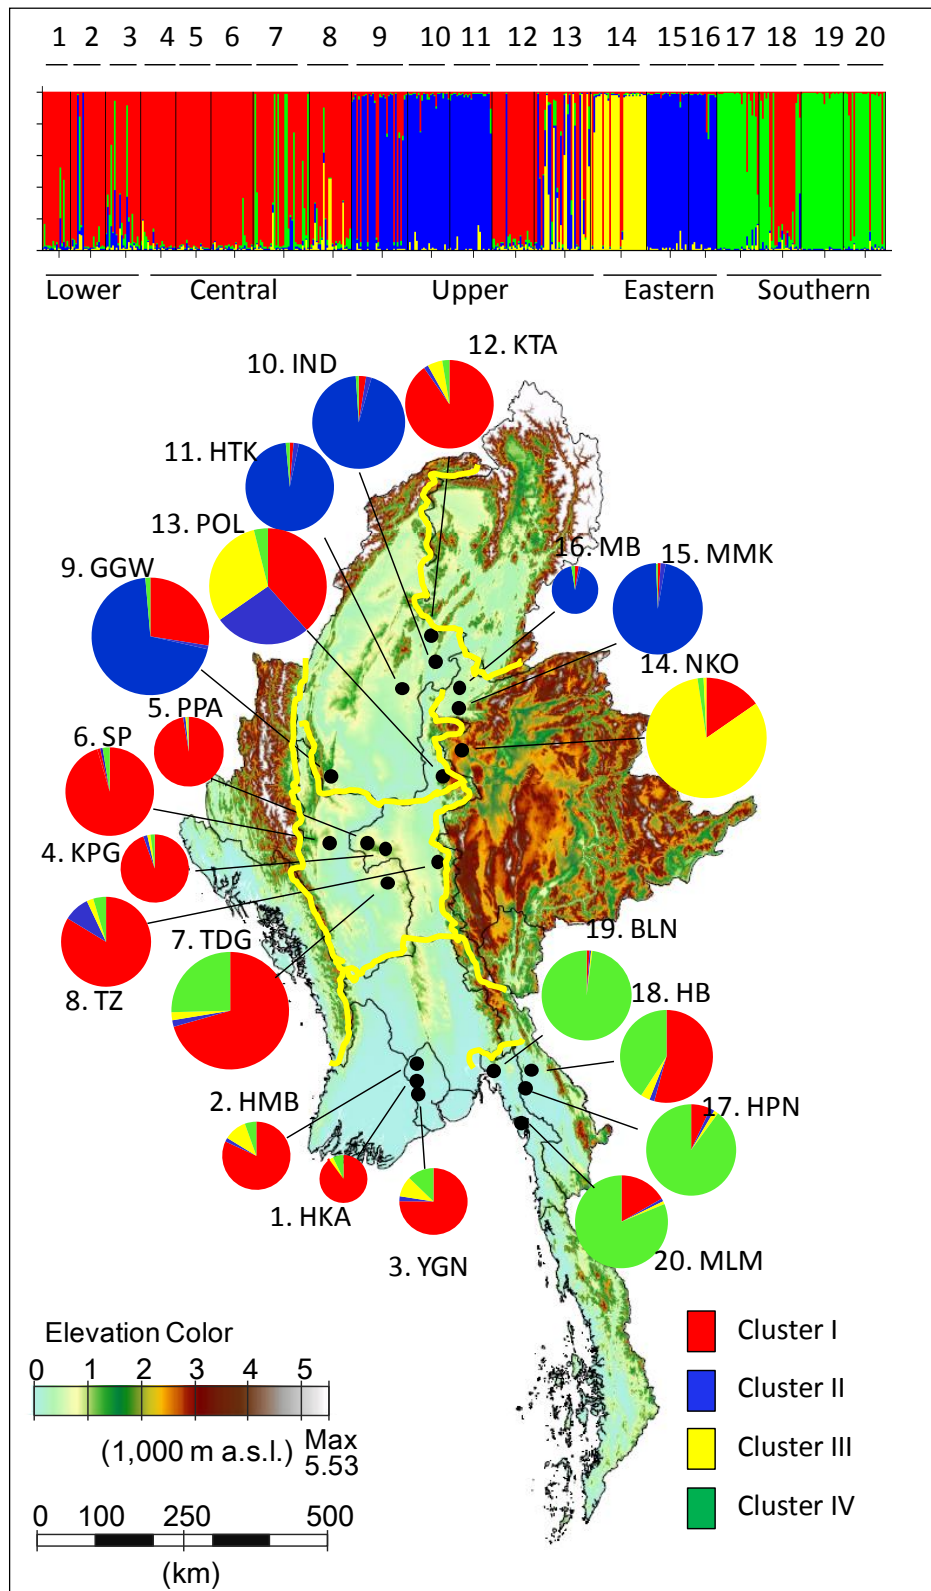 1 2 3 4 5 6 7 8 9 10 11 12 13 14 15 16 17 18 19 20
Lower Central Upper Eastern Southern
12. KTA
10. IND
11. HTK
13. POL
16. MB
15. MMK
9. GGW
14. NKO
5. PPA
6. SP
4. KPG
7. TDG
19. BLN
8. TZ
18. HB
2. HMB
17. HPN
1. HKA
3. YGN
20. MLM
Elevation Color
0 1 2 3 4 5
(1,000 m a.s.l.) Max
5.53
0 100 250 500
(km)
Cluster I
Cluster II
Cluster III
Cluster IV